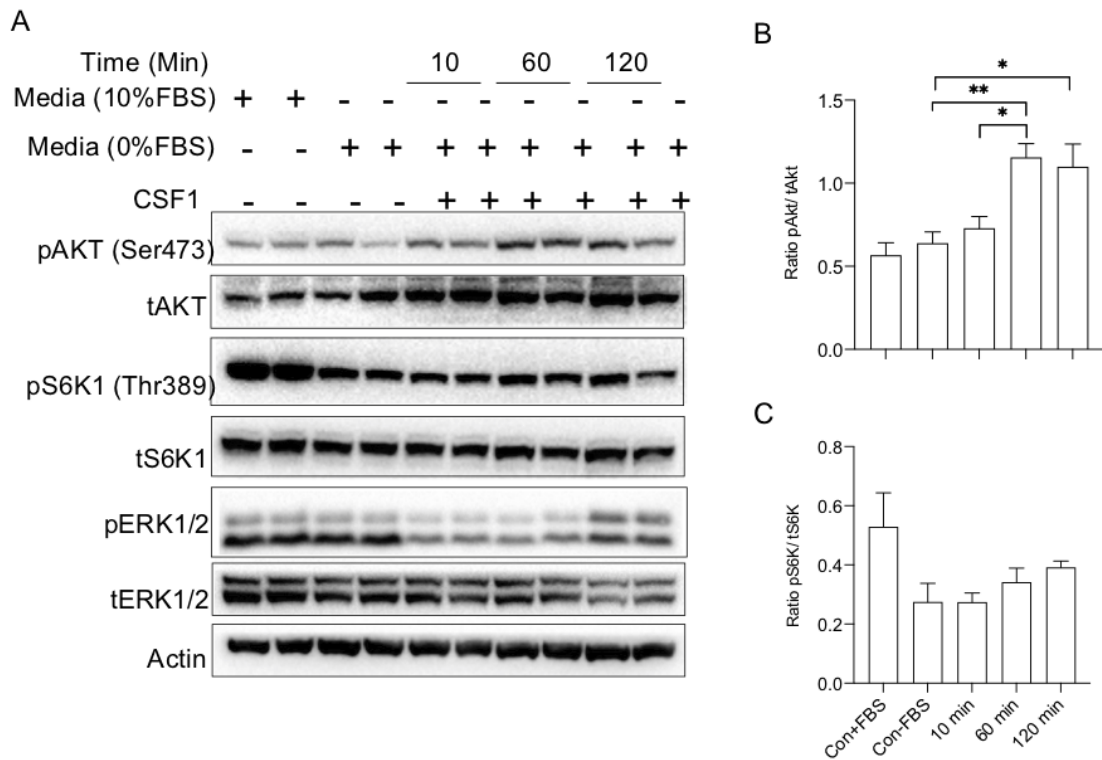 A
Time (Min) 10 60 120
Media (10%FBS) + + - - - - - - - -
Media (0%FBS) - - + + + + + + + +
CSF1 - - - - + + + + + +
pAKT (Ser473)
tAKT
pS6K1 (Thr389)
tS6K1
pERK1/2
tERK1/2
Actin
B
*
**
*
1.5
1.0
0.5
0.0
Ratio pAkt/ tAkt
C
0.8
0.6
0.4
0.2
0.0
Ratio pS6K/ tS6K
Con+FBS Con-FBS 10 min 60 min 120 min